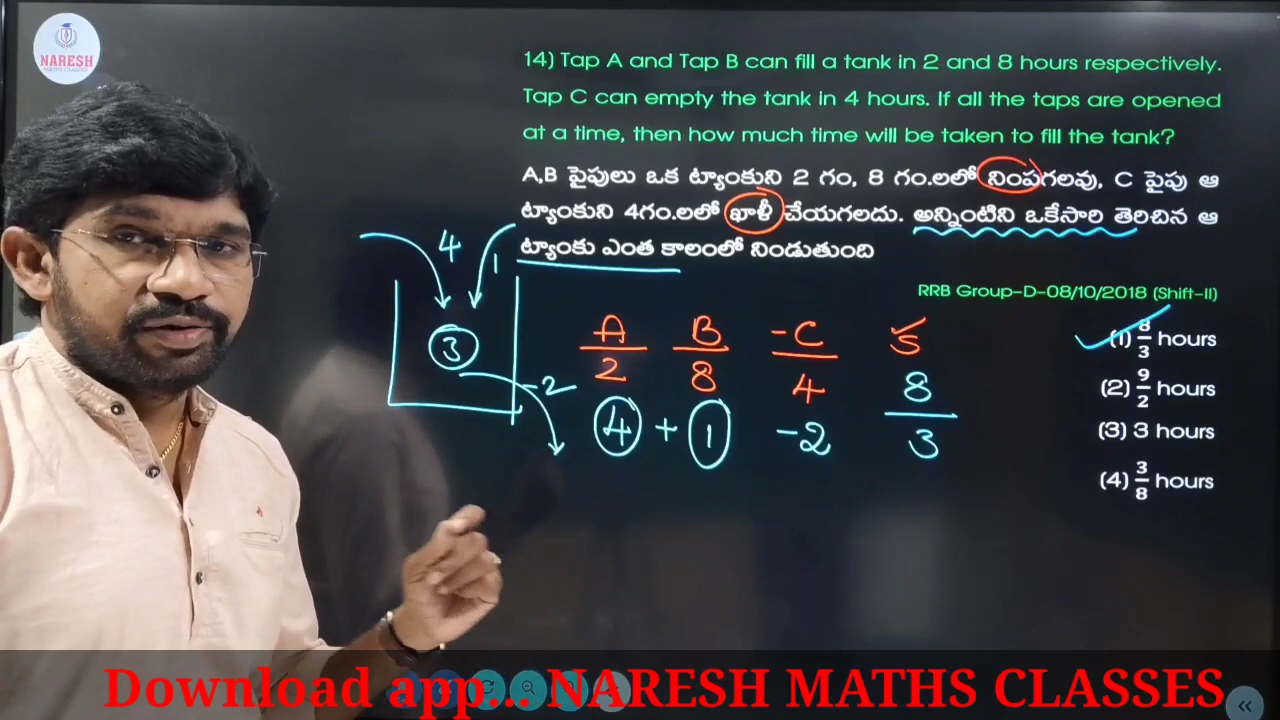 NARESH
MATHS CLASSES
14) Tap A and Tap B can fill a tank in 2 and 8 hours respectively.
Tap C can empty the tank in 4 hours. If all the taps are opened
at a time, then how much time will be taken to fill the tank?
A,B పైపులు ఒక ట్యాంకుని 2 గం, 8 గం.లలో నింపగలవు, C పైపు ఆ
ట్యాంకుని 4గం.లలో ఖాళీ చేయగలదు. అన్నింటిని ఒకేసారి తెరిచిన ఆ
ట్యాంకు ఎంత కాలంలో నిండుతుంది
RRB Group-D-08/10/2018 (Shift-II)
4 1
3
-2
A B -C
2 8 4 8
4 + 1 -2 3
(1) 8/3 hours
(2) 9/2 hours
(3) 3 hours
(4) 3/8 hours
Download app... NARESH MATHS CLASSES